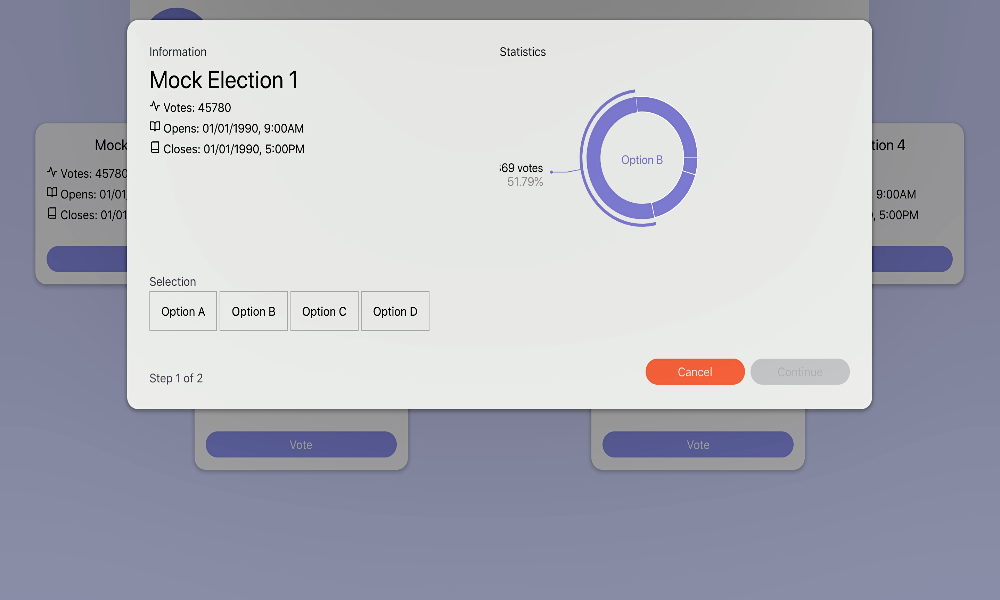 Information
Mock Election 1
Votes: 45780
Opens: 01/01/1990, 9:00AM
Closes: 01/01/1990, 5:00PM
Statistics
69 votes
51.79%
Option B
Selection
Option A
Option B
Option C
Option D
Step 1 of 2
Cancel
Continue
Mock
Votes: 45780
Opens: 01/01
Closes: 01/01
tion 4
9:00AM
, 5:00PM
Vote
Vote